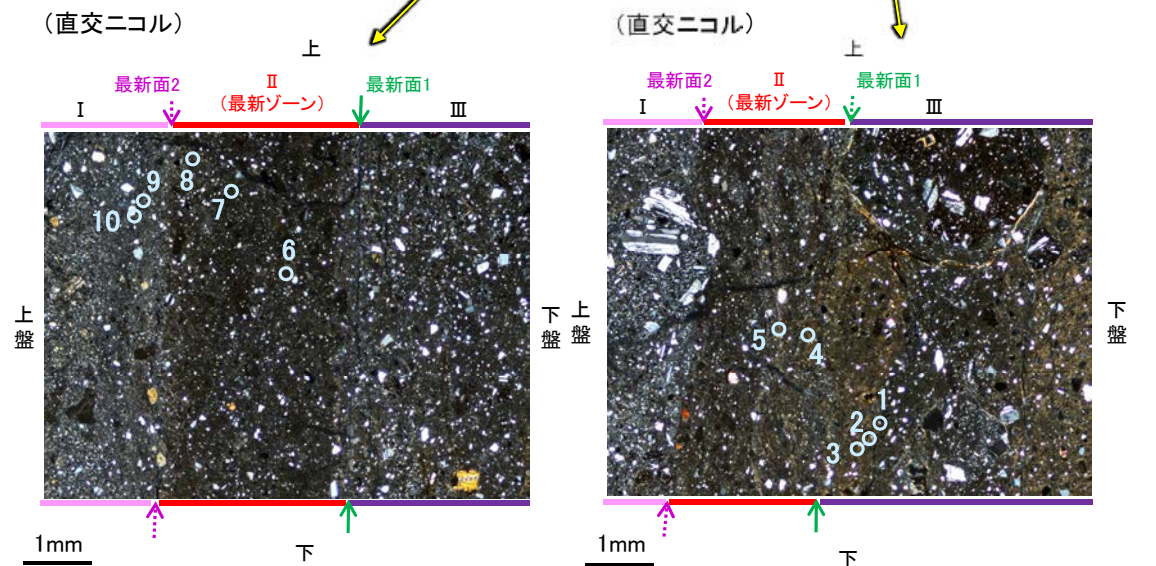 (直交ニコル)
上
最新面2
Ⅱ
(最新ゾーン)
最新面1
Ⅰ
Ⅲ
8
9
10
7
6
上盤
下盤
1mm
下
(直交ニコル)
上
最新面2
Ⅱ
(最新ゾーン)
最新面1
Ⅰ
Ⅲ
5
4
1
2
3
上盤
下盤
1mm
下